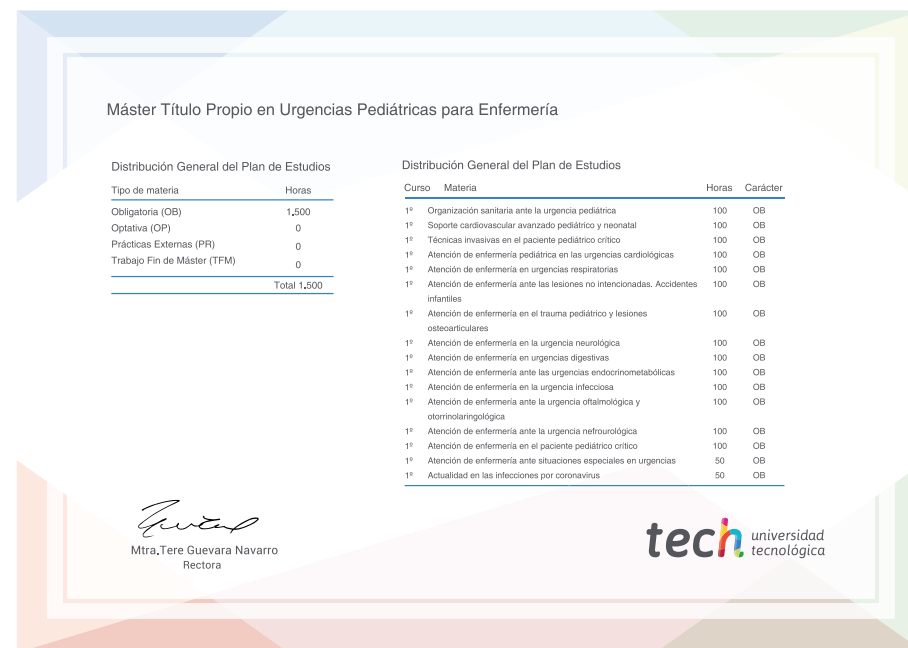 Máster Título Propio en Urgencias Pediátricas para Enfermería
Distribución General del Plan de Estudios
Tipo de materia Horas
Obligatoria (OB) 1.500
Optativa (OP) 0
Prácticas Externas (PR) 0
Trabajo Fin de Máster (TFM) 0
Total 1.500
Distribución General del Plan de Estudios
Curso Materia Horas Carácter
1º Organización sanitaria ante la urgencia pediátrica 100 OB
1º Soporte cardiovascular avanzado pediátrico y neonatal 100 OB
1º Técnicas invasivas en el paciente pediátrico crítico 100 OB
1º Atención de enfermería pediátrica en las urgencias cardiológicas 100 OB
1º Atención de enfermería en urgencias respiratorias 100 OB
1º Atención de enfermería ante las lesiones no intencionadas. Accidentes 100 OB
infantiles
1º Atención de enfermería en el trauma pediátrico y lesiones 100 OB
osteoarticulares
1º Atención de enfermería en la urgencia neurológica 100 OB
1º Atención de enfermería en urgencias digestivas 100 OB
1º Atención de enfermería ante las urgencias endocrinometabólicas 100 OB
1º Atención de enfermería en la urgencia infecciosa 100 OB
1º Atención de enfermería ante la urgencia oftalmológica y 100 OB
otorrinolaringológica
1º Atención de enfermería ante la urgencia nefrourológica 100 OB
1º Atención de enfermería en el paciente pediátrico crítico 100 OB
1º Atención de enfermería ante situaciones especiales en urgencias 50 OB
1º Actualidad en las infecciones por coronavirus 50 OB
Mtra.Tere Guevara Navarro
Rectora
tech universidad
tecnológica